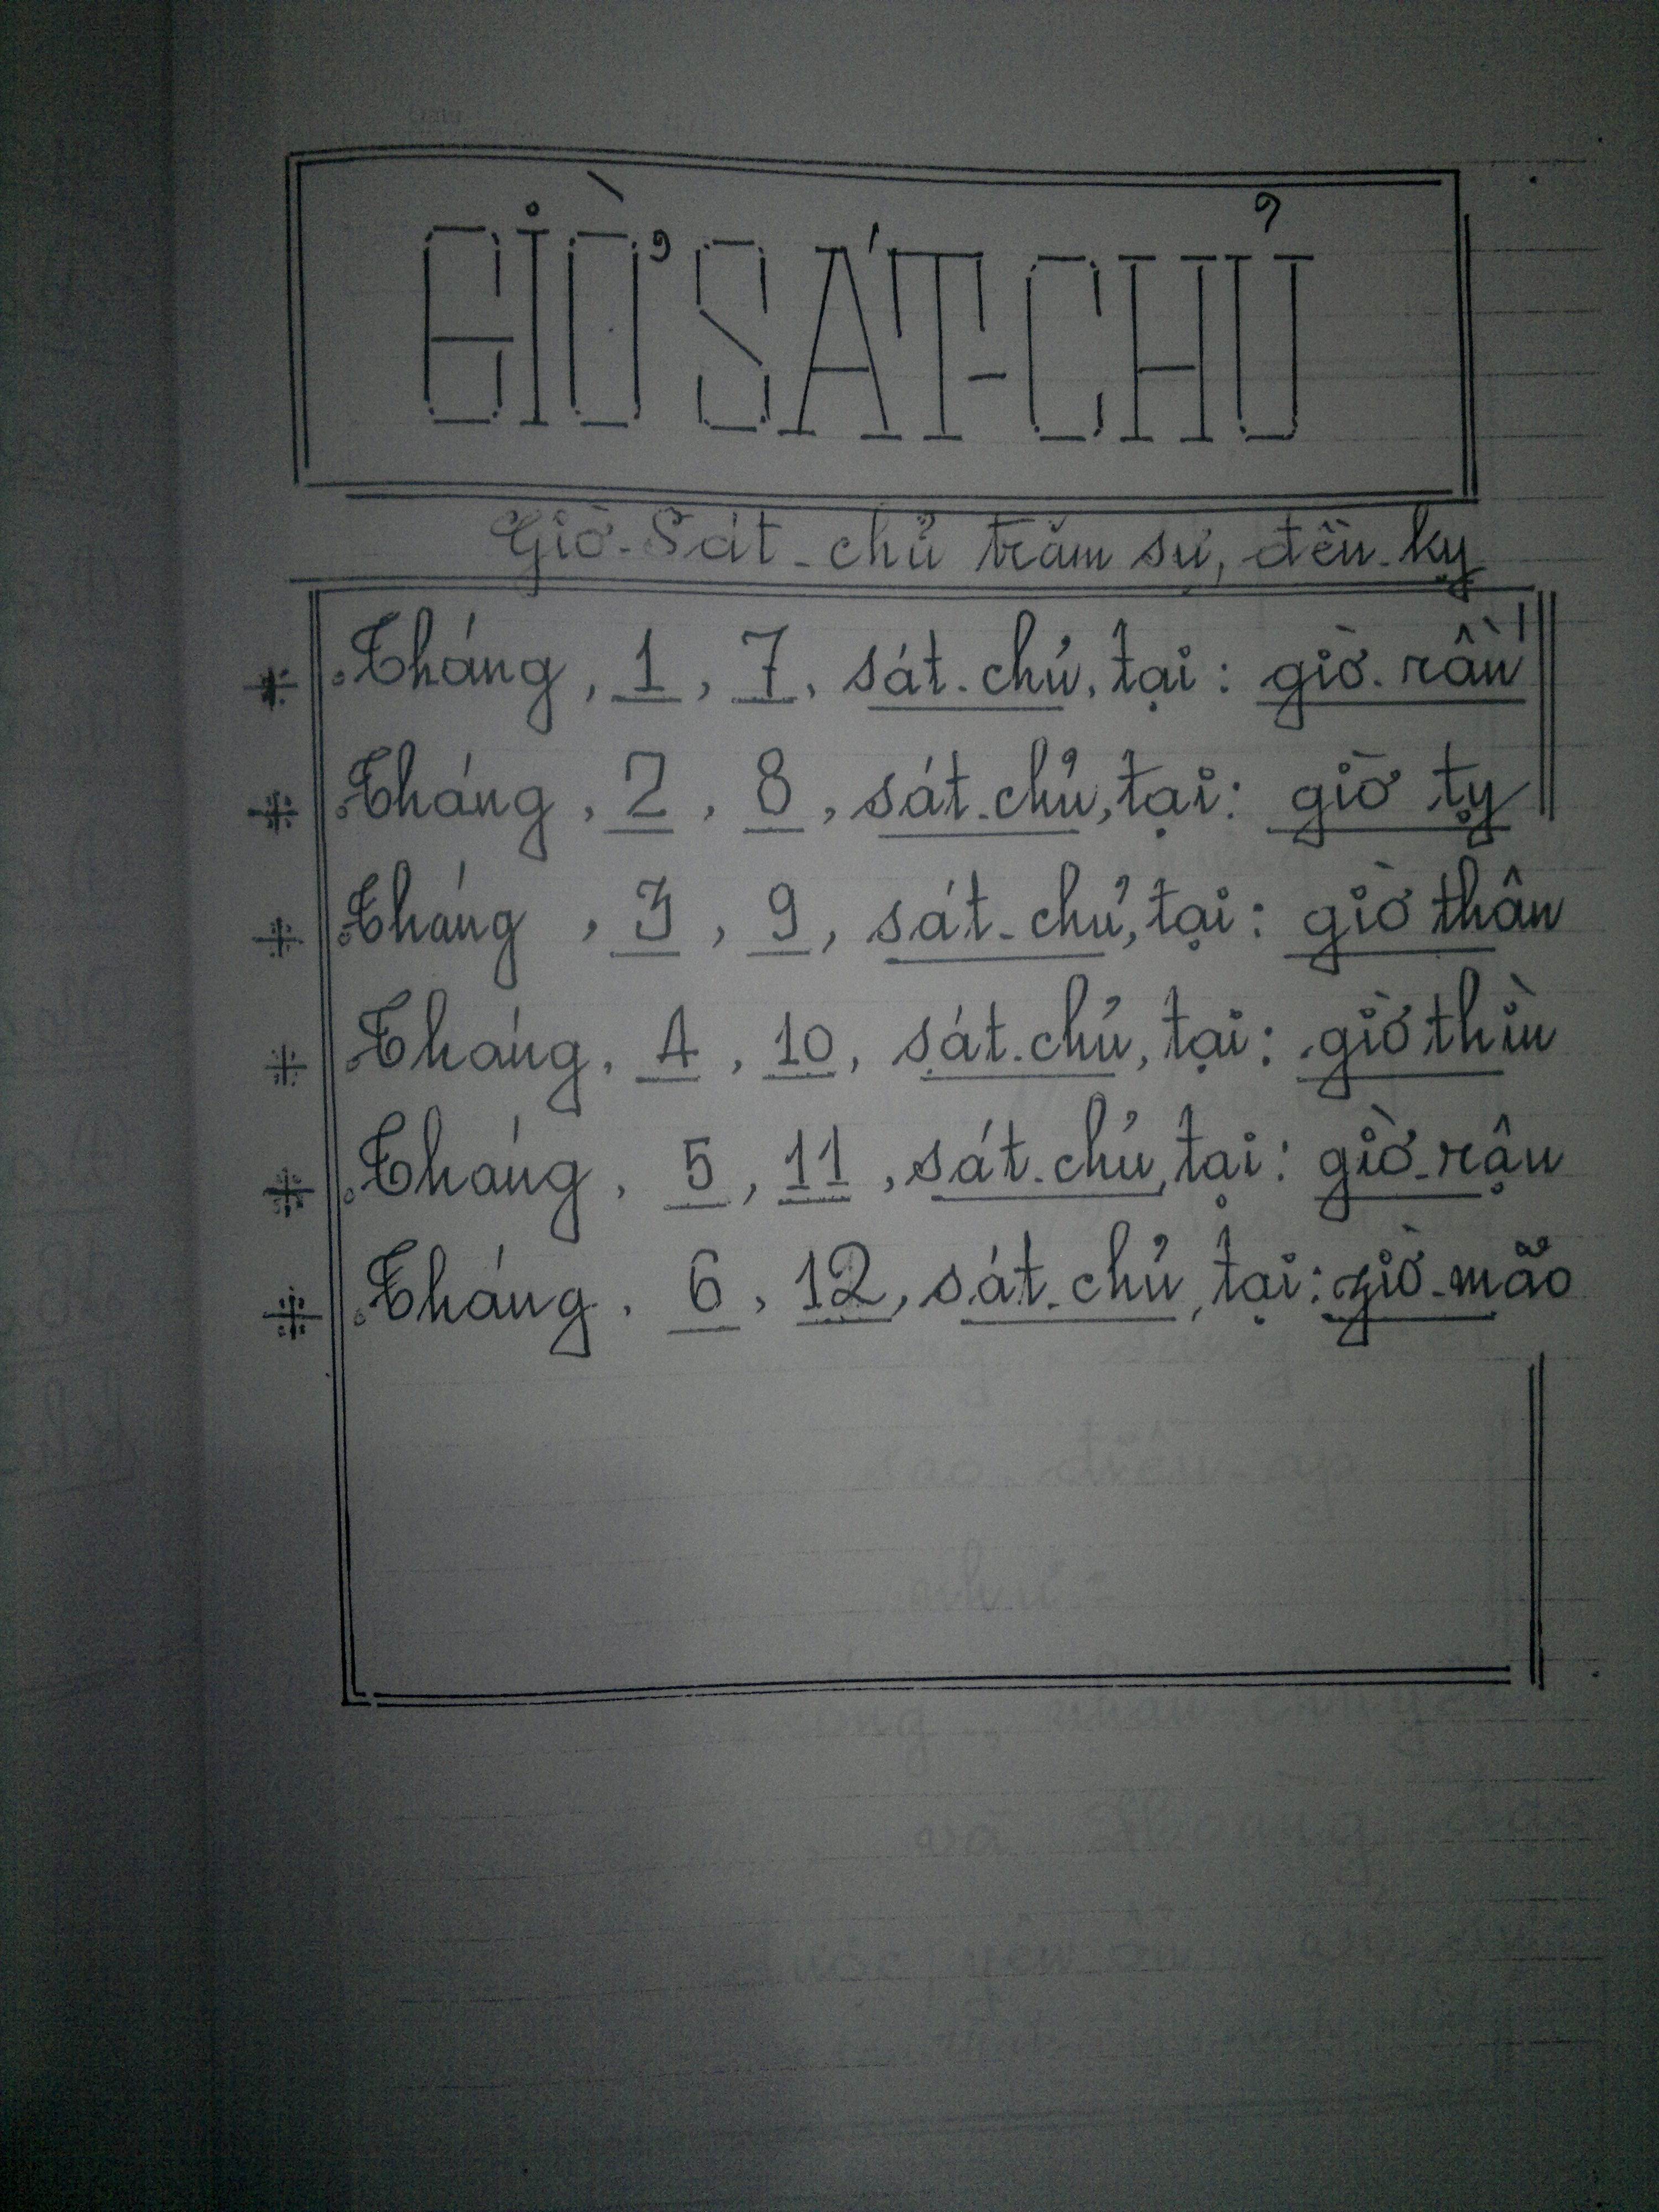 GIỜ SÁT-CHỦ
Giờ-Sát-chủ trăm sự, đều-kỵ
Tháng, 1, 7, sát-chủ, tại: giờ-rần
Tháng, 2, 8, sát-chủ, tại: giờ tỵ
Tháng, 3, 9, sát-chủ, tại: giờ thân
Tháng, 4, 10, sát-chủ, tại: giờ thìn
Tháng, 5, 11, sát-chủ, tại: giờ-rậu
Tháng, 6, 12, sát-chủ, tại: giờ-mão